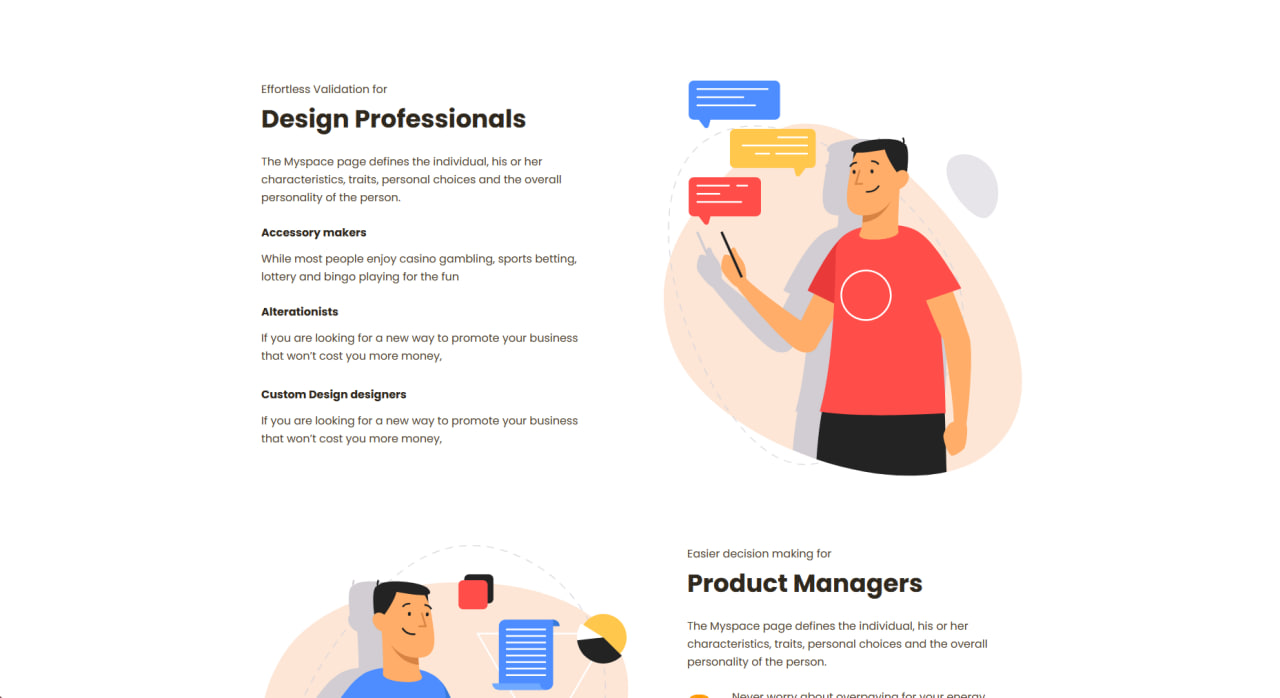 Effortless Validation for
Design Professionals
The Myspace page defines the individual, his or her
characteristics, traits, personal choices and the overall
personality of the person.
Accessory makers
While most people enjoy casino gambling, sports betting,
lottery and bingo playing for the fun
Alterationists
If you are looking for a new way to promote your business
that won’t cost you more money,
Custom Design designers
If you are looking for a new way to promote your business
that won’t cost you more money,
Easier decision making for
Product Managers
The Myspace page defines the individual, his or her
characteristics, traits, personal choices and the overall
personality of the person.
Never worry about overpaying for your energy